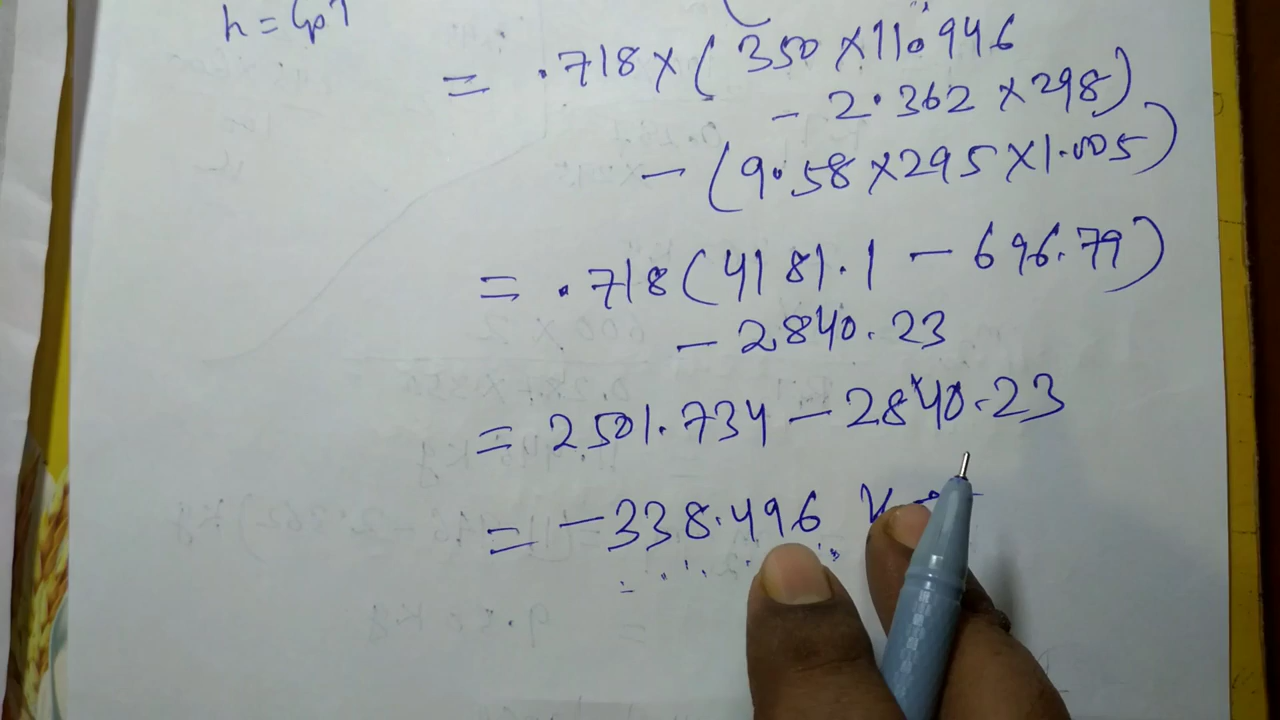 h = Cp T
= .718 × ( 350 × 11.946
- 2.362 × 298)
- (9.58 × 295 × 1.005)
= .718 (4181.1 - 696.79)
- 2840.23
= 2501.734 - 2840.23
= -338.496